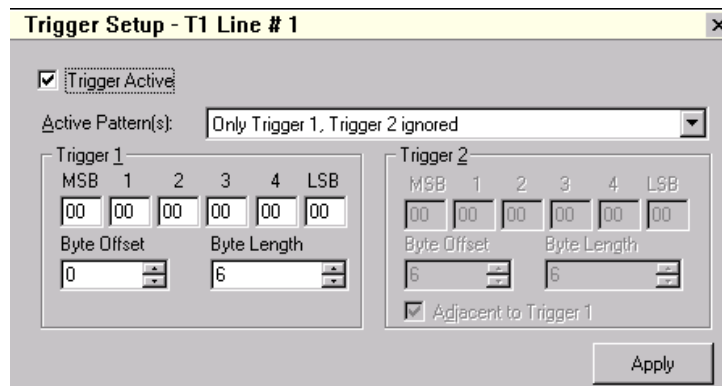 Trigger Setup - T1 Line # 1
Trigger Active
Active Pattern(s): Only Trigger 1, Trigger 2 ignored
Trigger 1
MSB 1 2 3 4 LSB
00 00 00 00 00 00
Byte Offset Byte Length
0 6
Trigger 2
MSB 1 2 3 4 LSB
00 00 00 00 00 00
Byte Offset Byte Length
6 6
Adjacent to Trigger 1
Apply